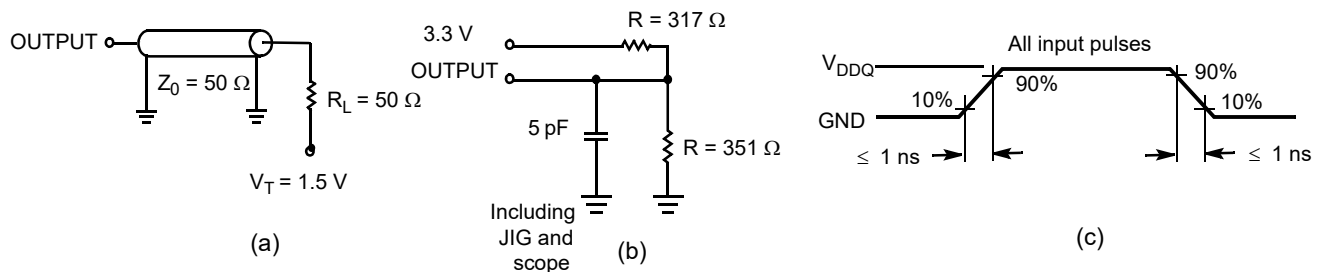 OUTPUT
Z0 = 50 Ω
RL = 50 Ω
VT = 1.5 V
(a)
3.3 V
R = 317 Ω
OUTPUT
5 pF
R = 351 Ω
Including
JIG and
scope
(b)
All input pulses
VDDQ
90%
90%
10%
10%
GND
≤ 1 ns
≤ 1 ns
(c)